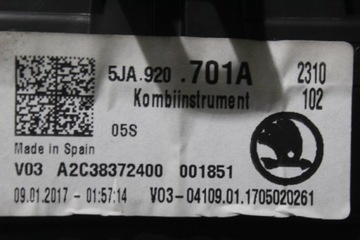 5JA.920 .701A 2310
Kombiinstrument 102
05S
Made in Spain
V03 A2C38372400 001851
09.01.2017 - 01:57:14 V03-04109.01.1705020261